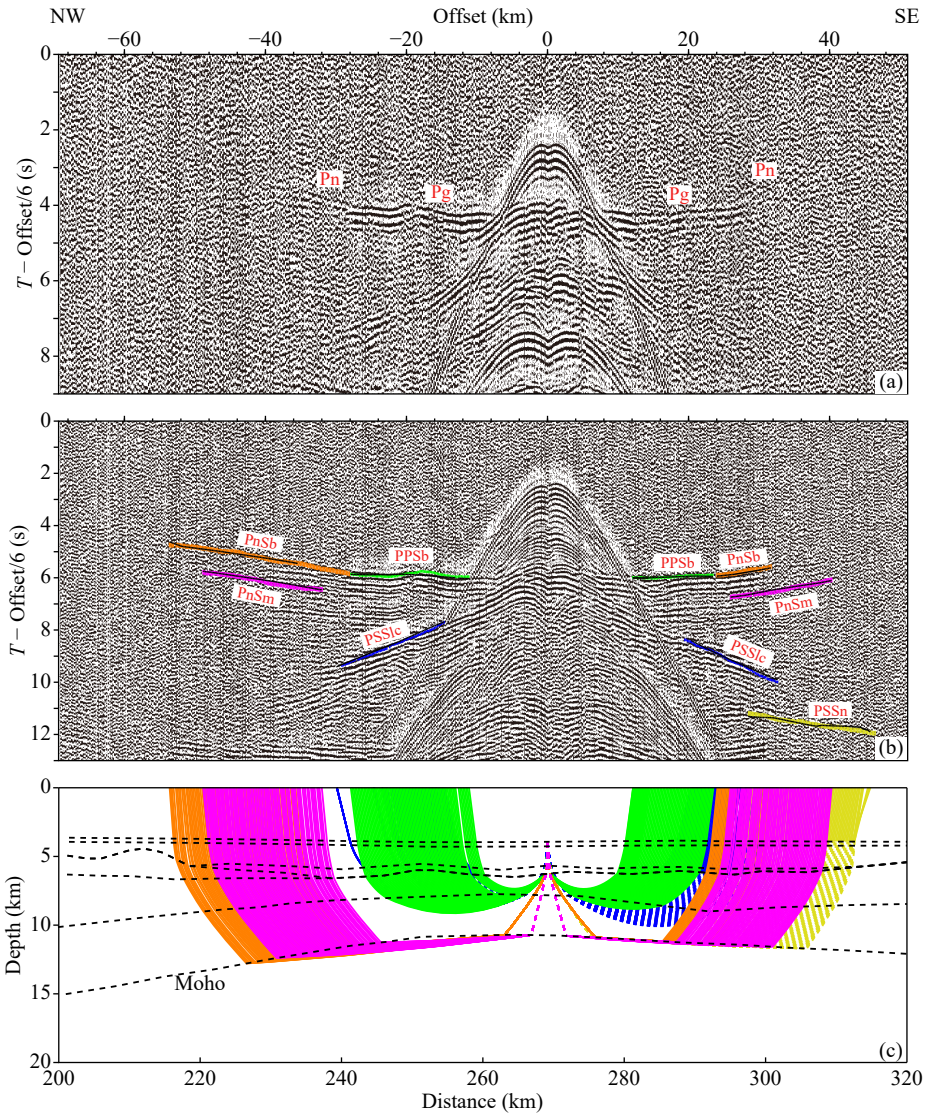 NW Offset (km) SE
−60 −40 −20 0 20 40
0
2
4
6
8
T − Offset/6 (s)
Pn
Pg
Pg
Pn
(a)
0
2
4
6
8
10
12
T − Offset/6 (s)
PnSb
PPSb
PPSb
PnSb
PnSm
PnSm
PSSlc
PSSlc
PSSn
(b)
0
5
10
15
20
Depth (km)
Moho
(c)
200 220 240 260 280 300 320
Distance (km)